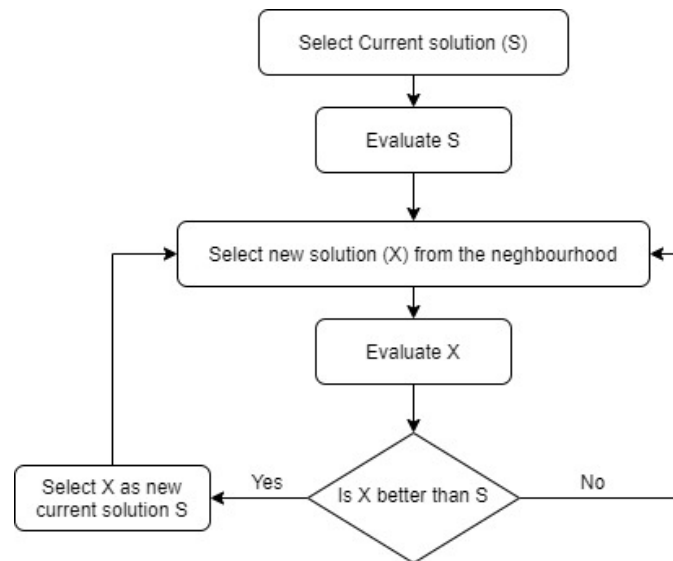 Select Current solution (S)
Evaluate S
Select new solution (X) from the neghbourhood
Evaluate X
Is X better than S
Yes
No
Select X as new
current solution S